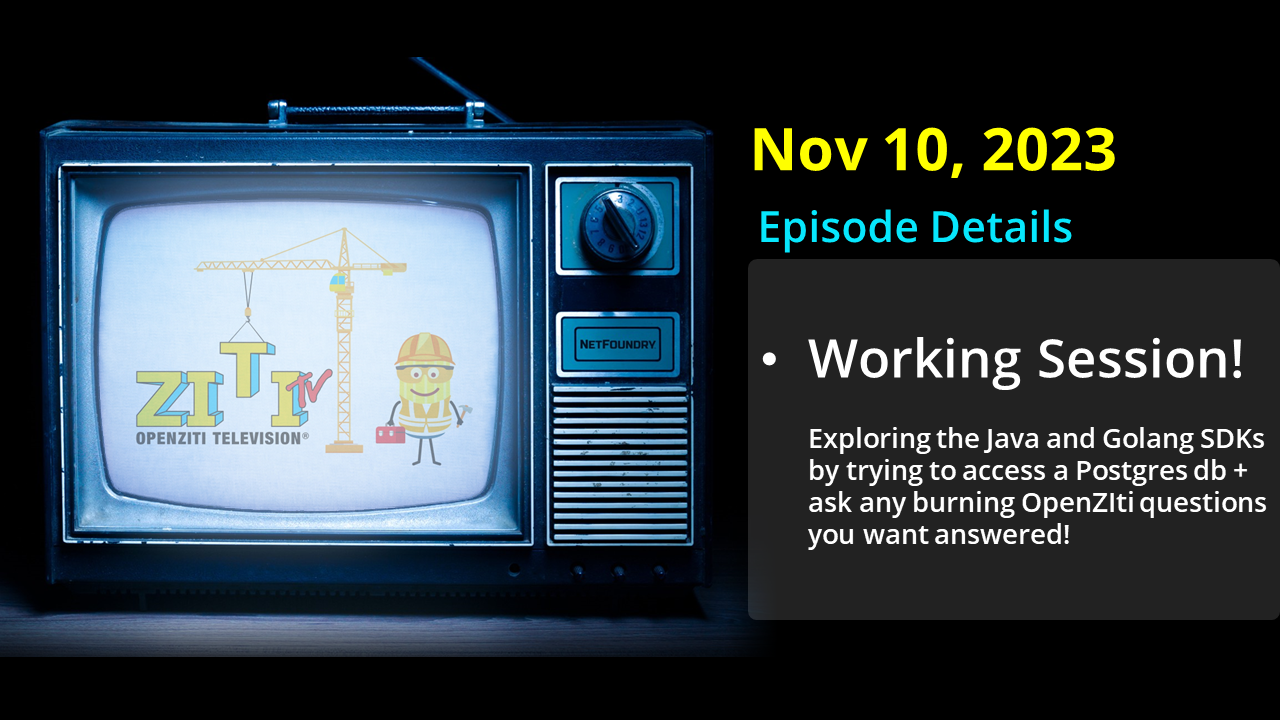 Nov 10, 2023
Episode Details
• Working Session!
Exploring the Java and Golang SDKs
by trying to access a Postgres db +
ask any burning OpenZIti questions
you want answered!
NETFOUNDRY
ZITI TV
OPENZITI TELEVISION®